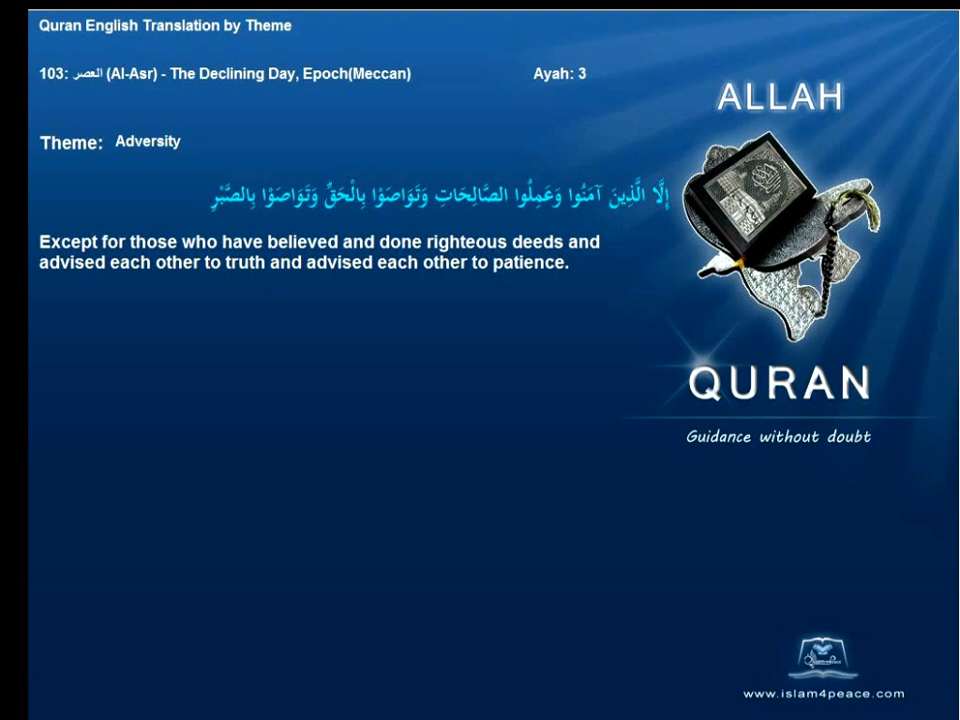 Quran English Translation by Theme
103: العصر (Al-Asr) - The Declining Day, Epoch(Meccan) Ayah: 3
ALLAH
Theme: Adversity
إِلَّا الَّذِينَ آمَنُوا وَعَمِلُوا الصَّالِحَاتِ وَتَوَاصَوْا بِالْحَقِّ وَتَوَاصَوْا بِالصَّبْرِ
Except for those who have believed and done righteous deeds and
advised each other to truth and advised each other to patience.
QURAN
Guidance without doubt
www.islam4peace.com